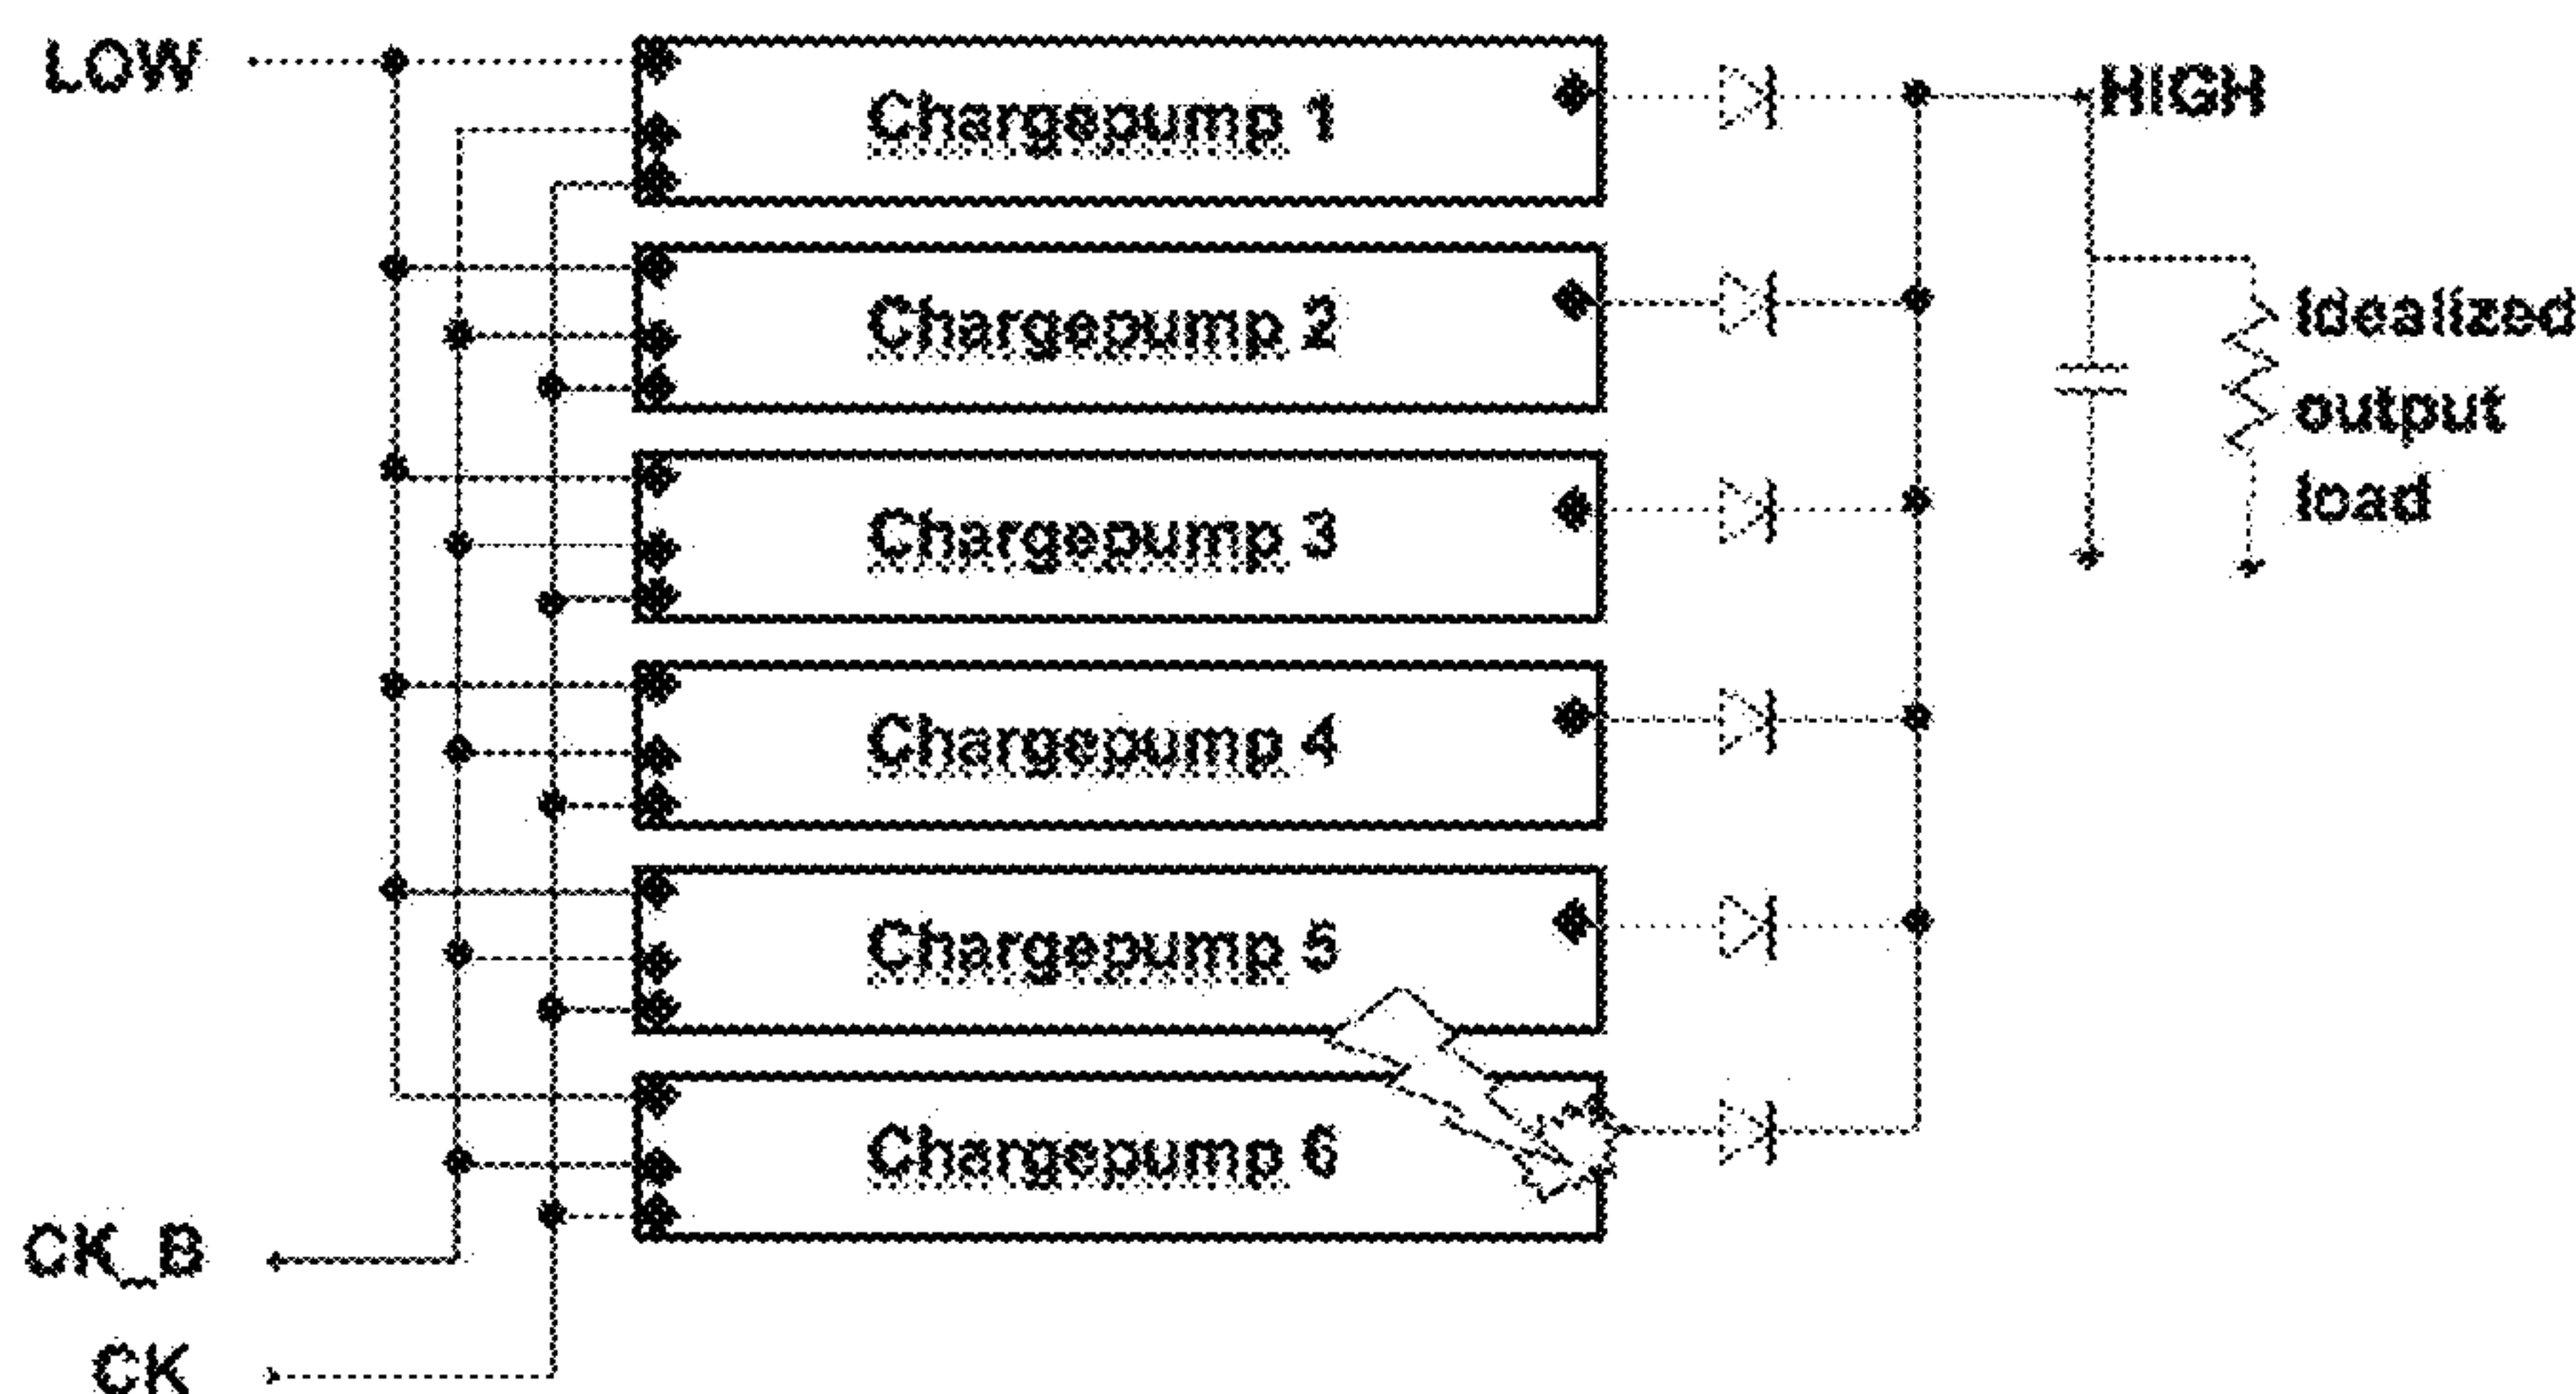 LOW
Chargepump 1
HIGH
Chargepump 2
Idealized
output
load
Chargepump 3
Chargepump 4
Chargepump 5
Chargepump 6
CK_B
CK